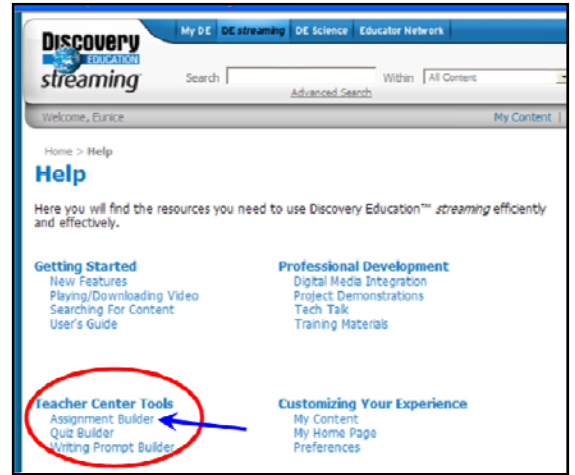 My DE DE streaming DE Science Educator Network
Discovery
EDUCATION
streaming
Search Within All Content
Advanced Search
Welcome, Eunice My Content |
Home > Help
Help
Here you will find the resources you need to use Discovery Education™ streaming efficiently
and effectively.
Getting Started
New Features
Playing/Downloading Video
Searching For Content
User's Guide
Professional Development
Digital Media Integration
Project Demonstrations
Tech Talk
Training Materials
Teacher Center Tools
Assignment Builder
Quiz Builder
Writing Prompt Builder
Customizing Your Experience
My Content
My Home Page
Preferences